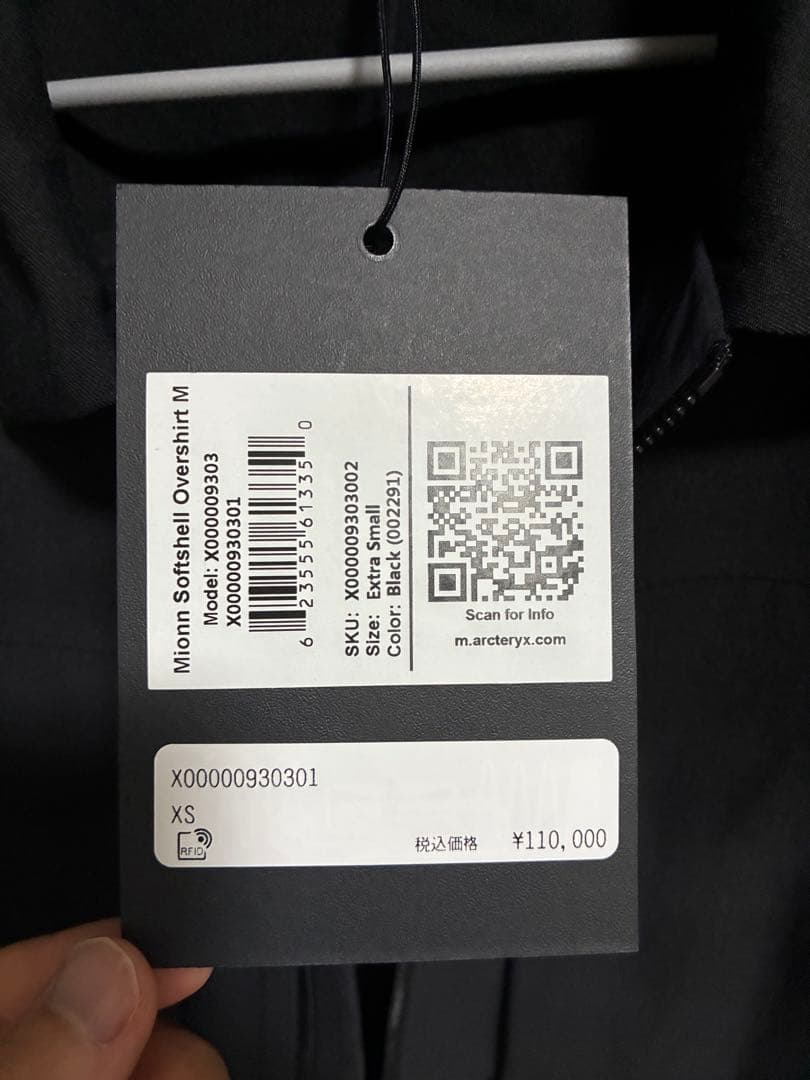 Mionn Softshell Overshirt M
Model: X000009303
X00000930301
6 23555 61335 0
SKU: X000009303002
Size: Extra Small
Color: Black (002291)
Scan for Info
m.arcteryx.com
X00000930301
XS
RFID
税込価格 ¥110,000